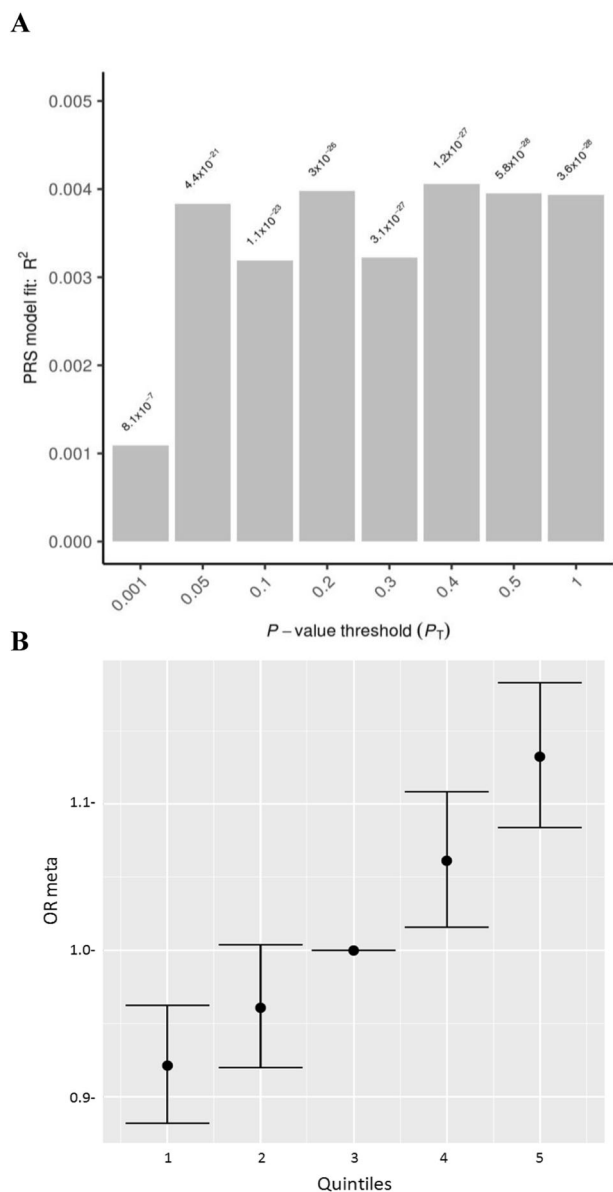 A
PRS model fit: R²
0.005
0.004
0.003
0.002
0.001
0.000
8.1x10⁻⁷
4.4x10⁻²¹
1.1x10⁻²³
3x10⁻²⁶
3.1x10⁻²⁷
1.2x10⁻²⁷
5.8x10⁻²⁸
3.6x10⁻²⁸
0.001
0.05
0.1
0.2
0.3
0.4
0.5
1
P – value threshold (P_T)
B
OR meta
1.1-
1.0-
0.9-
1 2 3 4 5
Quintiles